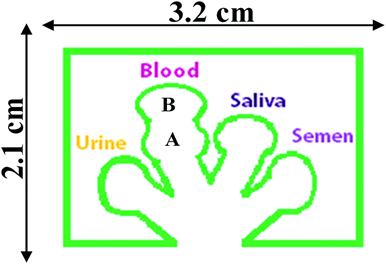 3.2 cm
2.1 cm
Blood
B
A
Saliva
Urine
Semen